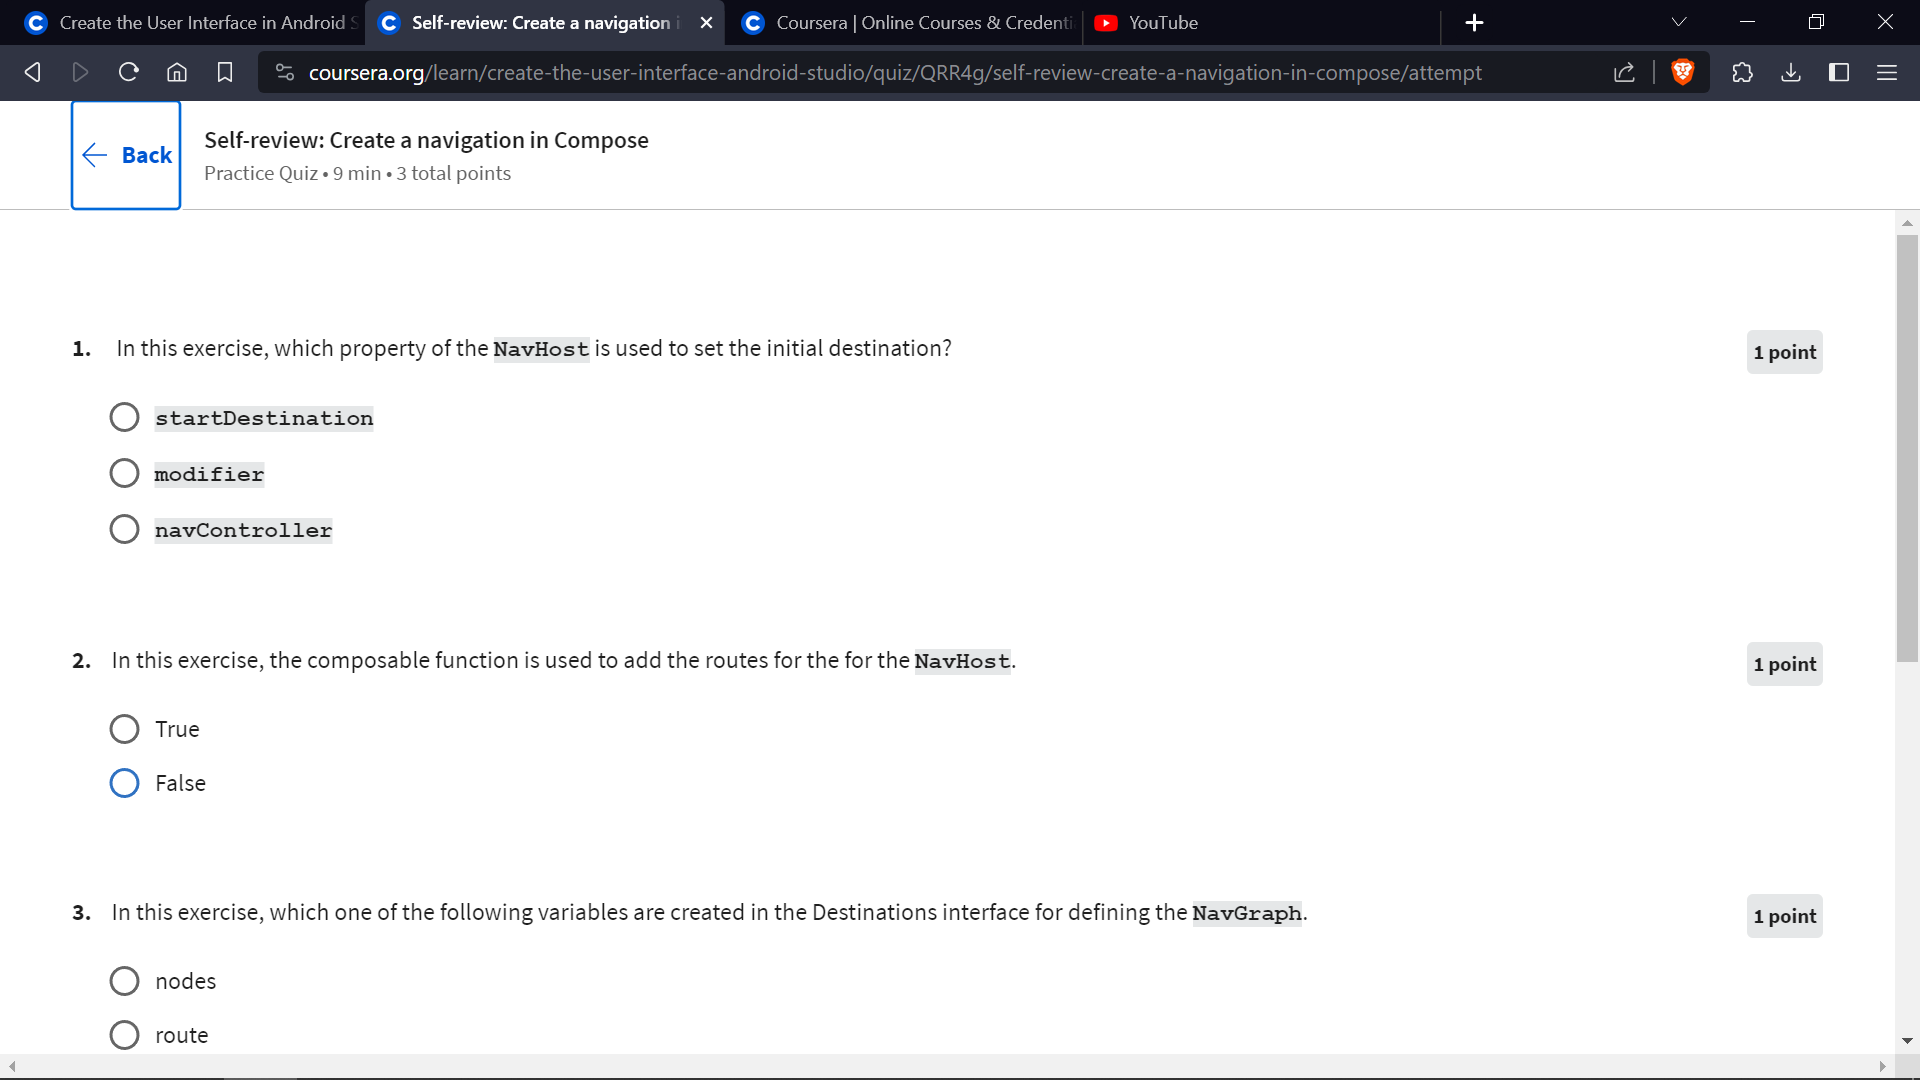 Create the User Interface in Android S
Self-review: Create a navigation i
Coursera | Online Courses & Credenti
YouTube
coursera.org/learn/create-the-user-interface-android-studio/quiz/QRR4g/self-review-create-a-navigation-in-compose/attempt
Back
Self-review: Create a navigation in Compose
Practice Quiz • 9 min • 3 total points
1. In this exercise, which property of the NavHost is used to set the initial destination?
1 point
startDestination
modifier
navController
2. In this exercise, the composable function is used to add the routes for the for the NavHost.
1 point
True
False
3. In this exercise, which one of the following variables are created in the Destinations interface for defining the NavGraph.
1 point
nodes
route